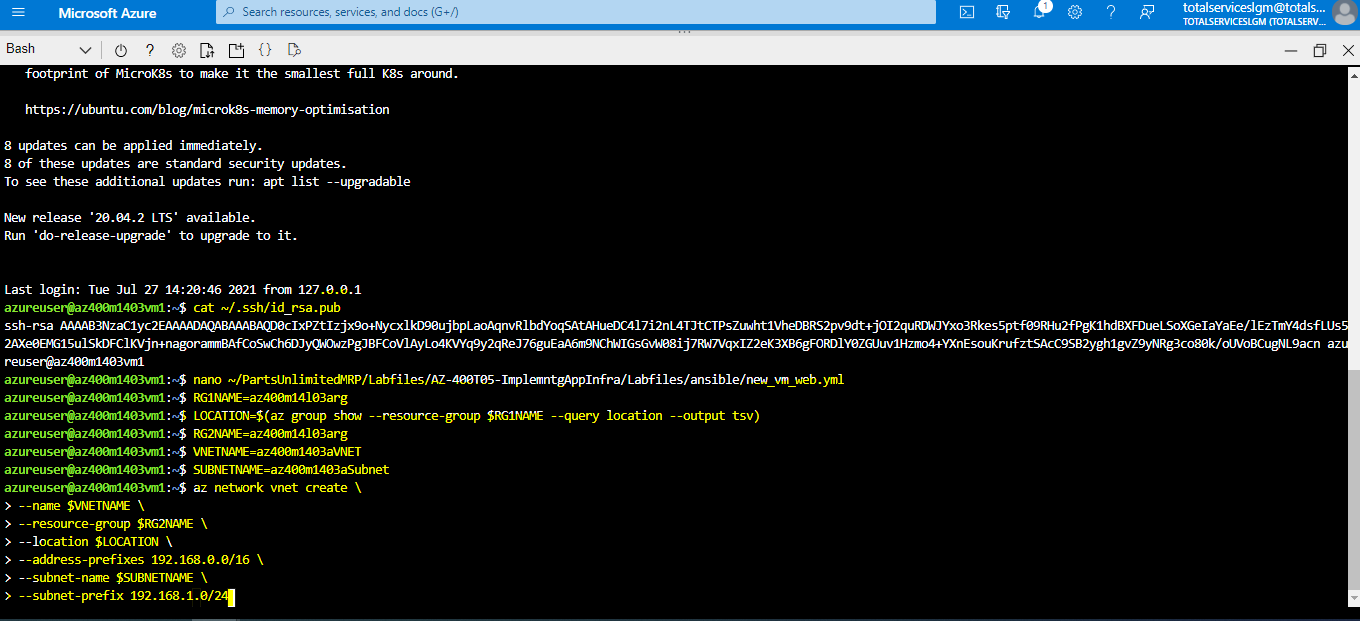 Microsoft Azure
Search resources, services, and docs (G+/)
1
totalserviceslgm@totals...
TOTALSERVICESLGM (TOTALSERV...
Bash
footprint of MicroK8s to make it the smallest full K8s around.
https://ubuntu.com/blog/microk8s-memory-optimisation
8 updates can be applied immediately.
8 of these updates are standard security updates.
To see these additional updates run: apt list --upgradable
New release '20.04.2 LTS' available.
Run 'do-release-upgrade' to upgrade to it.
Last login: Tue Jul 27 14:20:46 2021 from 127.0.0.1
azureuser@az400m1403vm1:~$ cat ~/.ssh/id_rsa.pub
ssh-rsa AAAAB3NzaC1yc2EAAAADAQABAAABAQD0cIxPZtIzjx9o+NycxlkD90ujbpLaoAqnvRlbdYoqSAtAHueDC4l7i2nL4TJtCTPsZuwht1VheDBRS2pv9dt+jOI2quRDWJYxo3Rkes5ptf09RHu2fPgK1hdBXFDueLSoXGeIaYaEe/lEzTmY4dsfLUs5
2AXe0EMG15ulSkDFClKVjn+nagorammBAfCoSwCh6DJyQWOwzPgJBFCoVlAyLo4KVYq9y2qReJ76guEaA6m9NChWIGsGvW08ij7RW7VqxIZ2eK3XB6gFORDlY0ZGUuv1Hzmo4+YXnEsouKrufztSAcC9SB2ygh1gvZ9yNRg3co80k/oUVoBCugNL9acn azu
reuser@az400m1403vm1
azureuser@az400m1403vm1:~$ nano ~/PartsUnlimitedMRP/Labfiles/AZ-400T05-ImplemntgAppInfra/Labfiles/ansible/new_vm_web.yml
azureuser@az400m1403vm1:~$ RG1NAME=az400m14l03arg
azureuser@az400m1403vm1:~$ LOCATION=$(az group show --resource-group $RG1NAME --query location --output tsv)
azureuser@az400m1403vm1:~$ RG2NAME=az400m14l03arg
azureuser@az400m1403vm1:~$ VNETNAME=az400m1403aVNET
azureuser@az400m1403vm1:~$ SUBNETNAME=az400m1403aSubnet
azureuser@az400m1403vm1:~$ az network vnet create \
> --name $VNETNAME \
> --resource-group $RG2NAME \
> --location $LOCATION \
> --address-prefixes 192.168.0.0/16 \
> --subnet-name $SUBNETNAME \
> --subnet-prefix 192.168.1.0/24